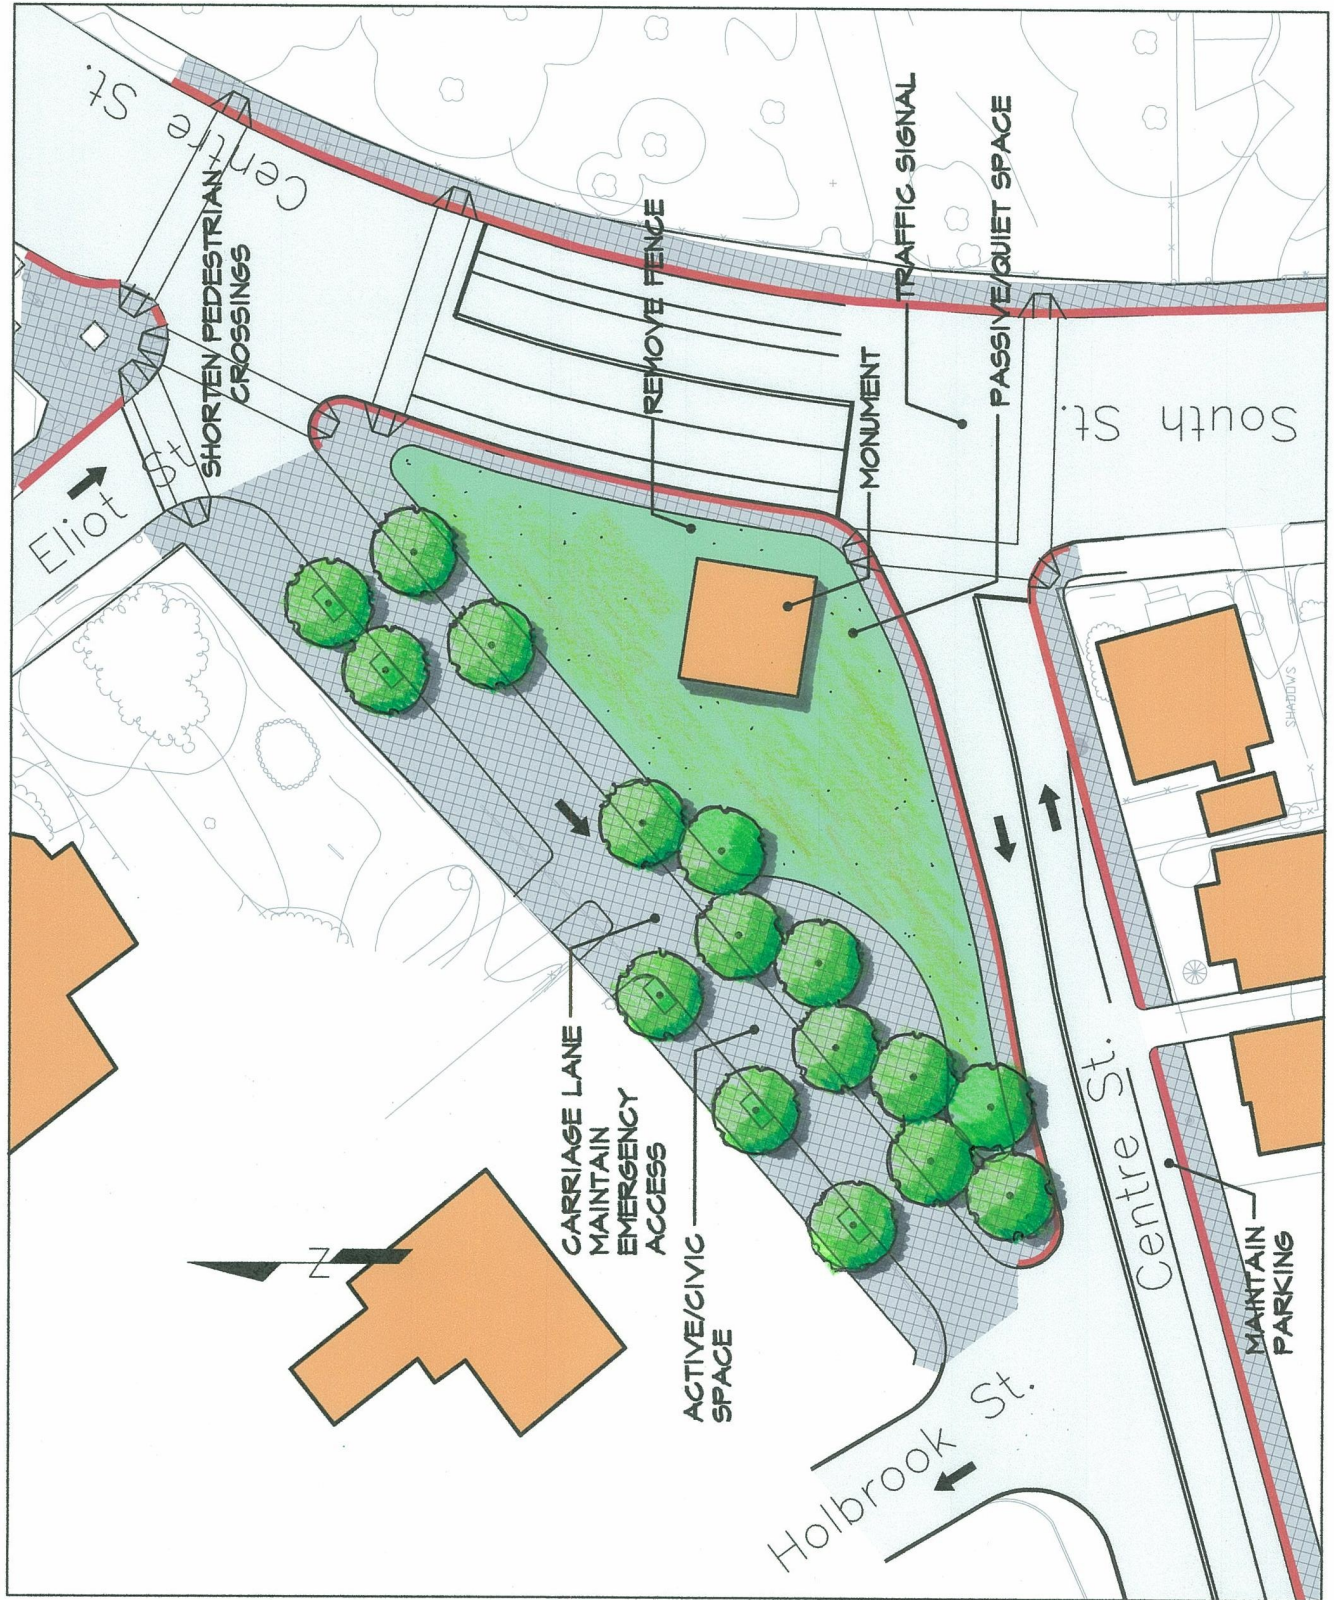 Centre St.
SHORTEN PEDESTRIAN
CROSSINGS
Eliot St
REMOVE FENCE
TRAFFIC SIGNAL
PASSIVE/QUIET SPACE
MONUMENT
South St.
SHADOWS
CARRIAGE LANE
MAINTAIN
EMERGENCY
ACCESS
ACTIVE/CIVIC
SPACE
N
Centre St.
MAINTAIN
PARKING
Holbrook St.